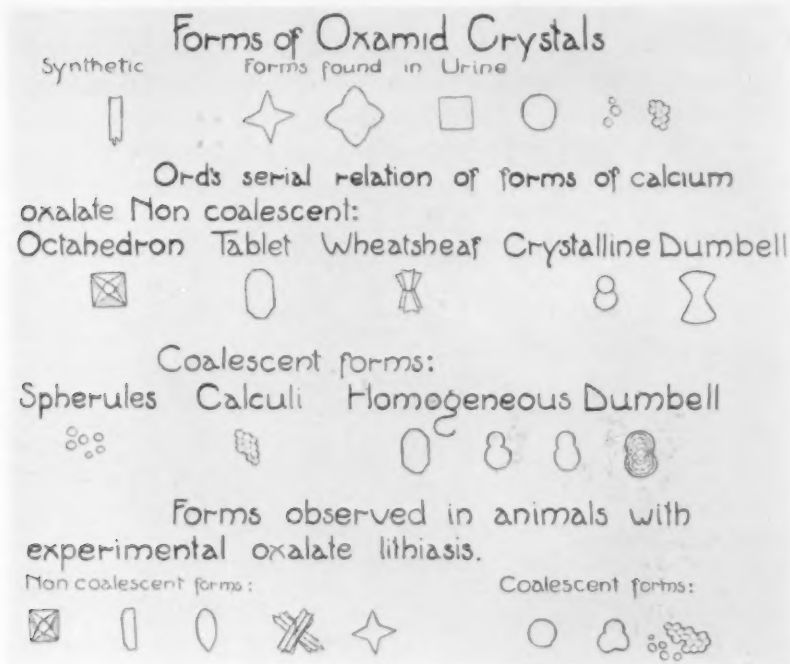 Forms of Oxamid Crystals
Synthetic Forms found in Urine
Ord's serial relation of forms of calcium
oxalate Non coalescent:
Octahedron Tablet Wheatsheaf Crystalline Dumbell
Coalescent forms:
Spherules Calculi Homogeneous Dumbell
Forms observed in animals with
experimental oxalate lithiasis.
Non coalescent forms: Coalescent forms: